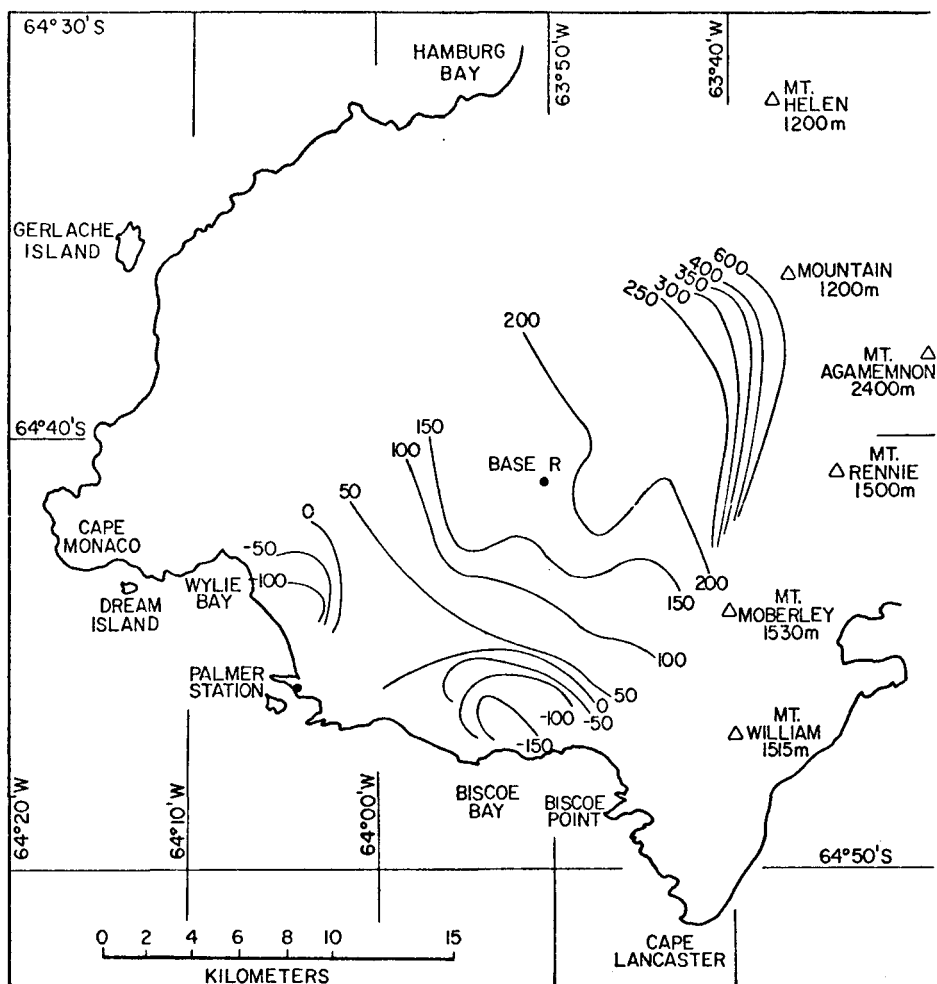 64°30'S
HAMBURG
BAY
63°50'W
63°40'W
MT.
HELEN
1200m
GERLACHE
ISLAND
MOUNTAIN
1200m
600
400
350
300
250
200
MT.
AGAMEMNON
2400m
64°40'S
150
100
BASE R
MT.
RENNIE
1500m
50
0
CAPE
MONACO
-50
-100
WYLIE
BAY
DREAM
ISLAND
200
150
MT.
MOBERLEY
1530m
100
PALMER
STATION
50
0
-50
-100
-150
MT.
WILLIAM
1515m
BISCOE
BAY
BISCOE
POINT
64°20'W
64°10'W
64°00'W
64°50'S
0 2 4 6 8 10 15
KILOMETERS
CAPE
LANCASTER